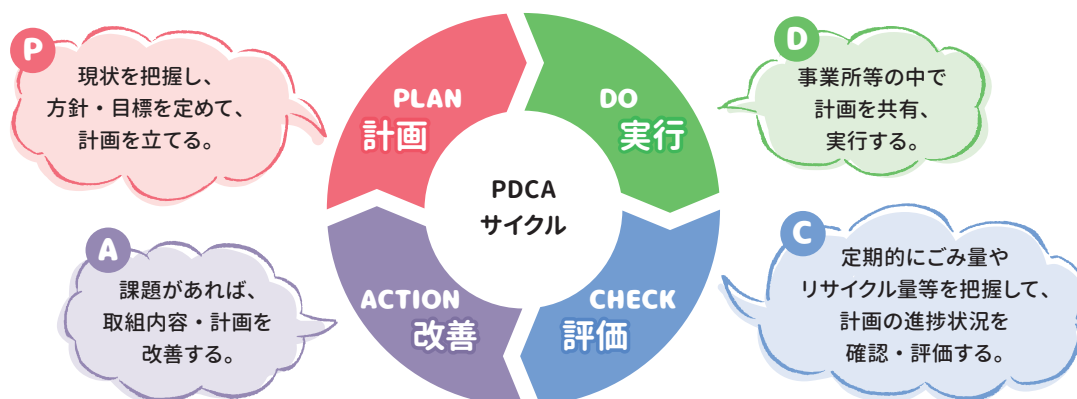 P
現状を把握し、
方針・目標を定めて、
計画を立てる。
PLAN
計画
DO
実行
D
事業所等の中で
計画を共有、
実行する。
PDCA
サイクル
A
課題があれば、
取組内容・計画を
改善する。
ACTION
改善
CHECK
評価
C
定期的にごみ量や
リサイクル量等を把握して、
計画の進捗状況を
確認・評価する。